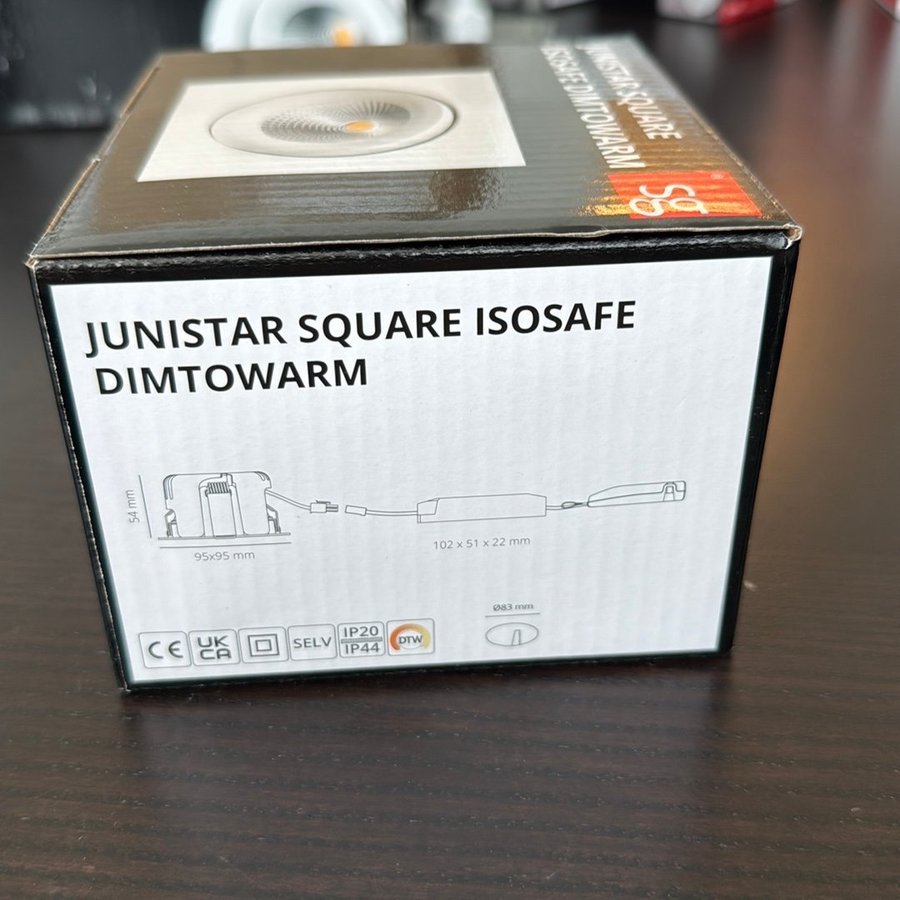 JUNISTAR SQUARE
ISOSAFE DIMTOWARM
SG
JUNISTAR SQUARE ISOSAFE
DIMTOWARM
54 mm
95x95 mm
102 x 51 x 22 mm
Ø83 mm
CE
UK
CA
SELV
IP20
IP44
DTW